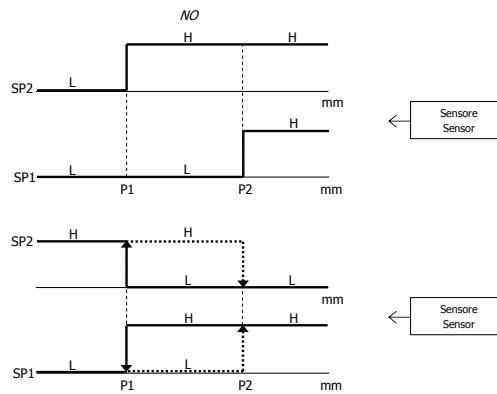 NO
H H
L
SP2
mm
Sensore
Sensor
H
L L
SP1
P1 P2 mm
H H
SP2
L L
mm
H H
Sensore
Sensor
L L
SP1
P1 P2 mm